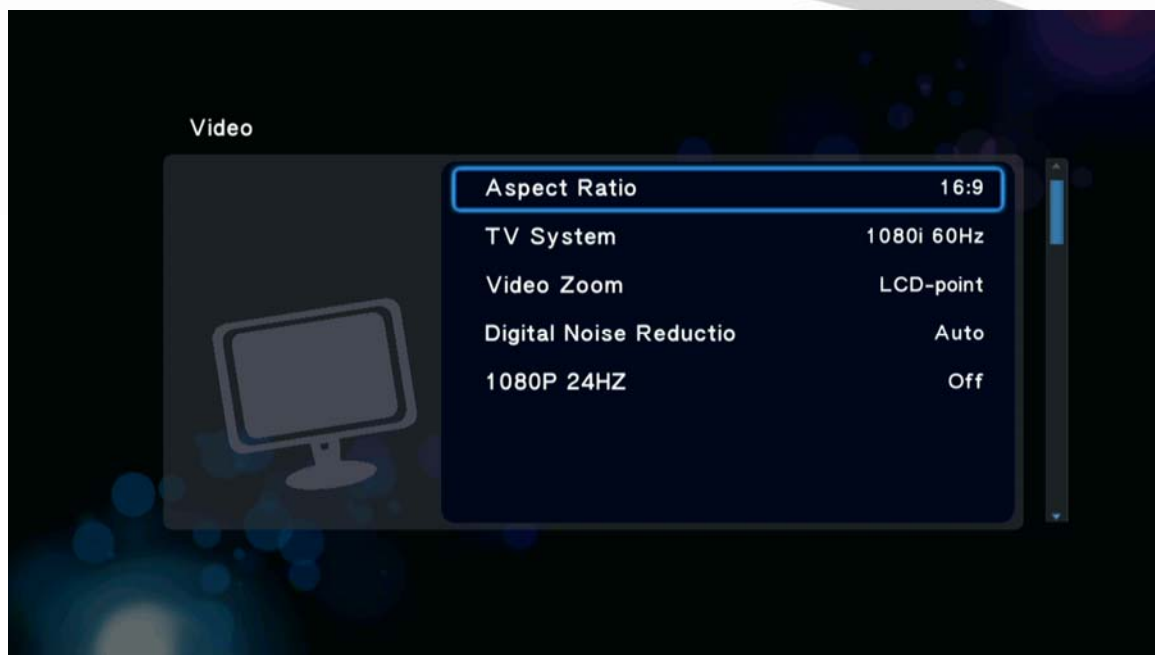 Video
Aspect Ratio 16:9
TV System 1080i 60Hz
Video Zoom LCD-point
Digital Noise Reductio Auto
1080P 24HZ Off